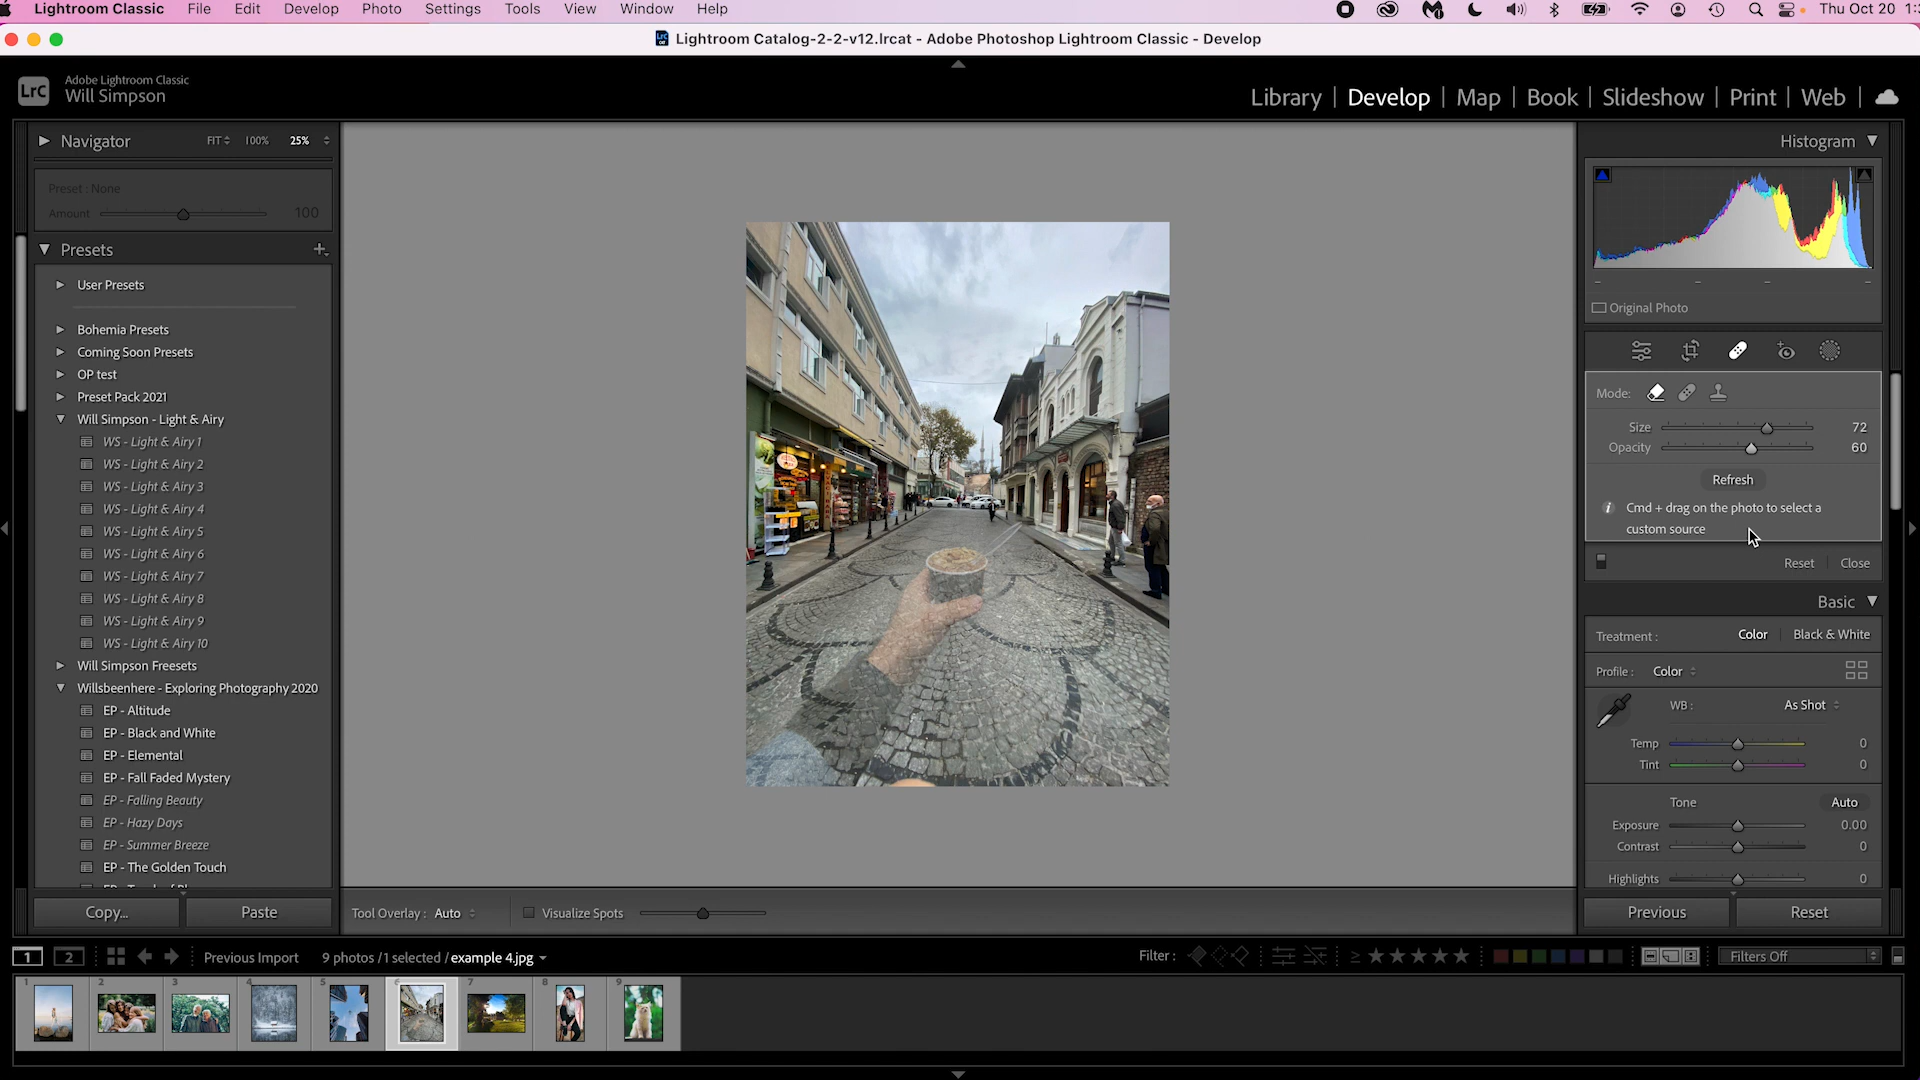 Lightroom Classic File Edit Develop Photo Settings Tools View Window Help Thu Oct 20
Lightroom Catalog-2-2-v12.lrcat - Adobe Photoshop Lightroom Classic - Develop
LrC
Adobe Lightroom Classic
Will Simpson
Library | Develop | Map | Book | Slideshow | Print | Web
Navigator FIT 100% 25%
Preset : None
Amount 100
Presets
User Presets
Bohemia Presets
Coming Soon Presets
OP test
Preset Pack 2021
Will Simpson - Light & Airy
WS - Light & Airy 1
WS - Light & Airy 2
WS - Light & Airy 3
WS - Light & Airy 4
WS - Light & Airy 5
WS - Light & Airy 6
WS - Light & Airy 7
WS - Light & Airy 8
WS - Light & Airy 9
WS - Light & Airy 10
Will Simpson Freesets
Willsbeenhere - Exploring Photography 2020
EP - Altitude
EP - Black and White
EP - Elemental
EP - Fall Faded Mystery
EP - Falling Beauty
EP - Hazy Days
EP - Summer Breeze
EP - The Golden Touch
Copy... Paste
Tool Overlay : Auto Visualize Spots
Histogram
Original Photo
Mode:
Size 72
Opacity 60
Refresh
Cmd + drag on the photo to select a
custom source
Reset Close
Basic
Treatment : Color Black & White
Profile : Color
WB : As Shot
Temp 0
Tint 0
Tone Auto
Exposure 0.00
Contrast 0
Highlights 0
Previous Reset
1 2 Previous Import 9 photos / 1 selected / example 4.jpg Filter : Filters Off
1 2 3 4 5 6 7 8 9